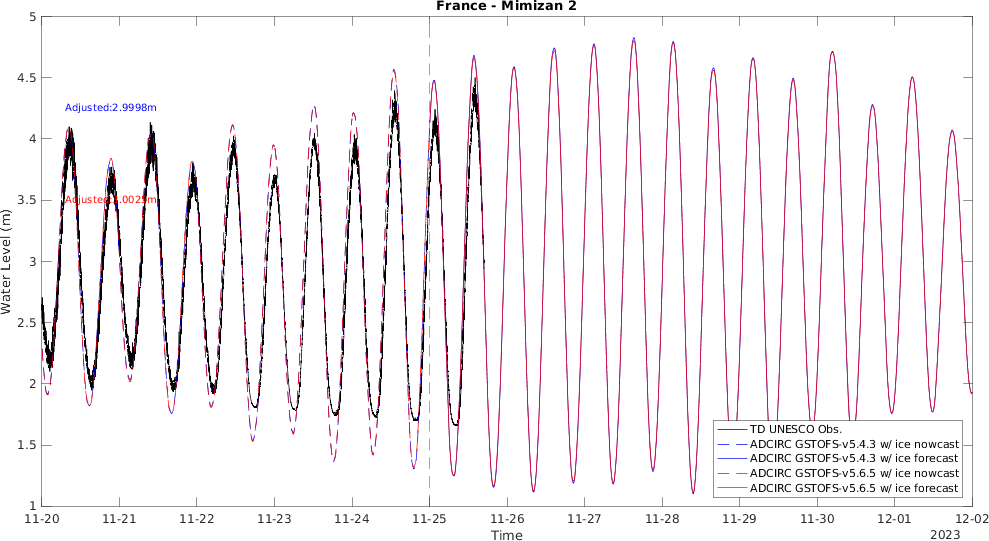 France - Mimizan 2
5
4.5
4
3.5
3
2.5
2
1.5
1
Water Level (m)
Adjusted:2.9998m
Adjusted:3.0029m
TD UNESCO Obs.
ADCIRC GSTOFS-v5.4.3 w/ ice nowcast
ADCIRC GSTOFS-v5.4.3 w/ ice forecast
ADCIRC GSTOFS-v5.6.5 w/ ice nowcast
ADCIRC GSTOFS-v5.6.5 w/ ice forecast
11-20 11-21 11-22 11-23 11-24 11-25 11-26 11-27 11-28 11-29 11-30 12-01 12-02
Time
2023